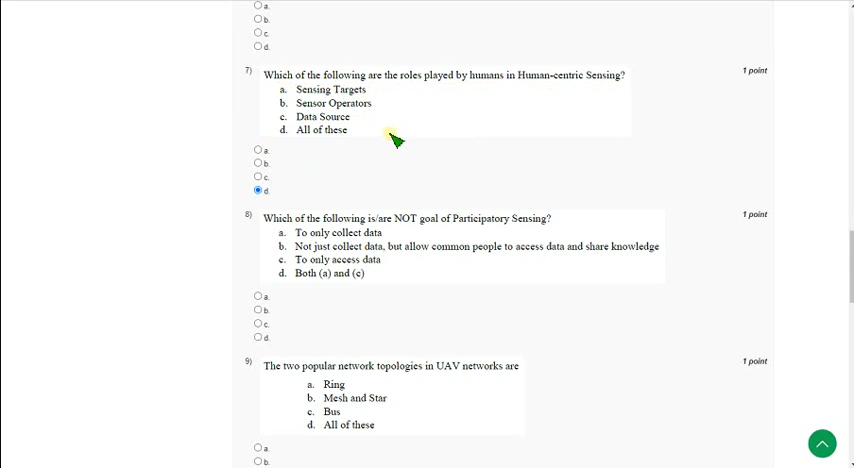 a.
b.
c.
d.
7) Which of the following are the roles played by humans in Human-centric Sensing? 1 point
a. Sensing Targets
b. Sensor Operators
c. Data Source
d. All of these
a.
b.
c.
d.
8) Which of the following is/are NOT goal of Participatory Sensing? 1 point
a. To only collect data
b. Not just collect data, but allow common people to access data and share knowledge
c. To only access data
d. Both (a) and (c)
a.
b.
c.
d.
9) The two popular network topologies in UAV networks are 1 point
a. Ring
b. Mesh and Star
c. Bus
d. All of these
a.
b.